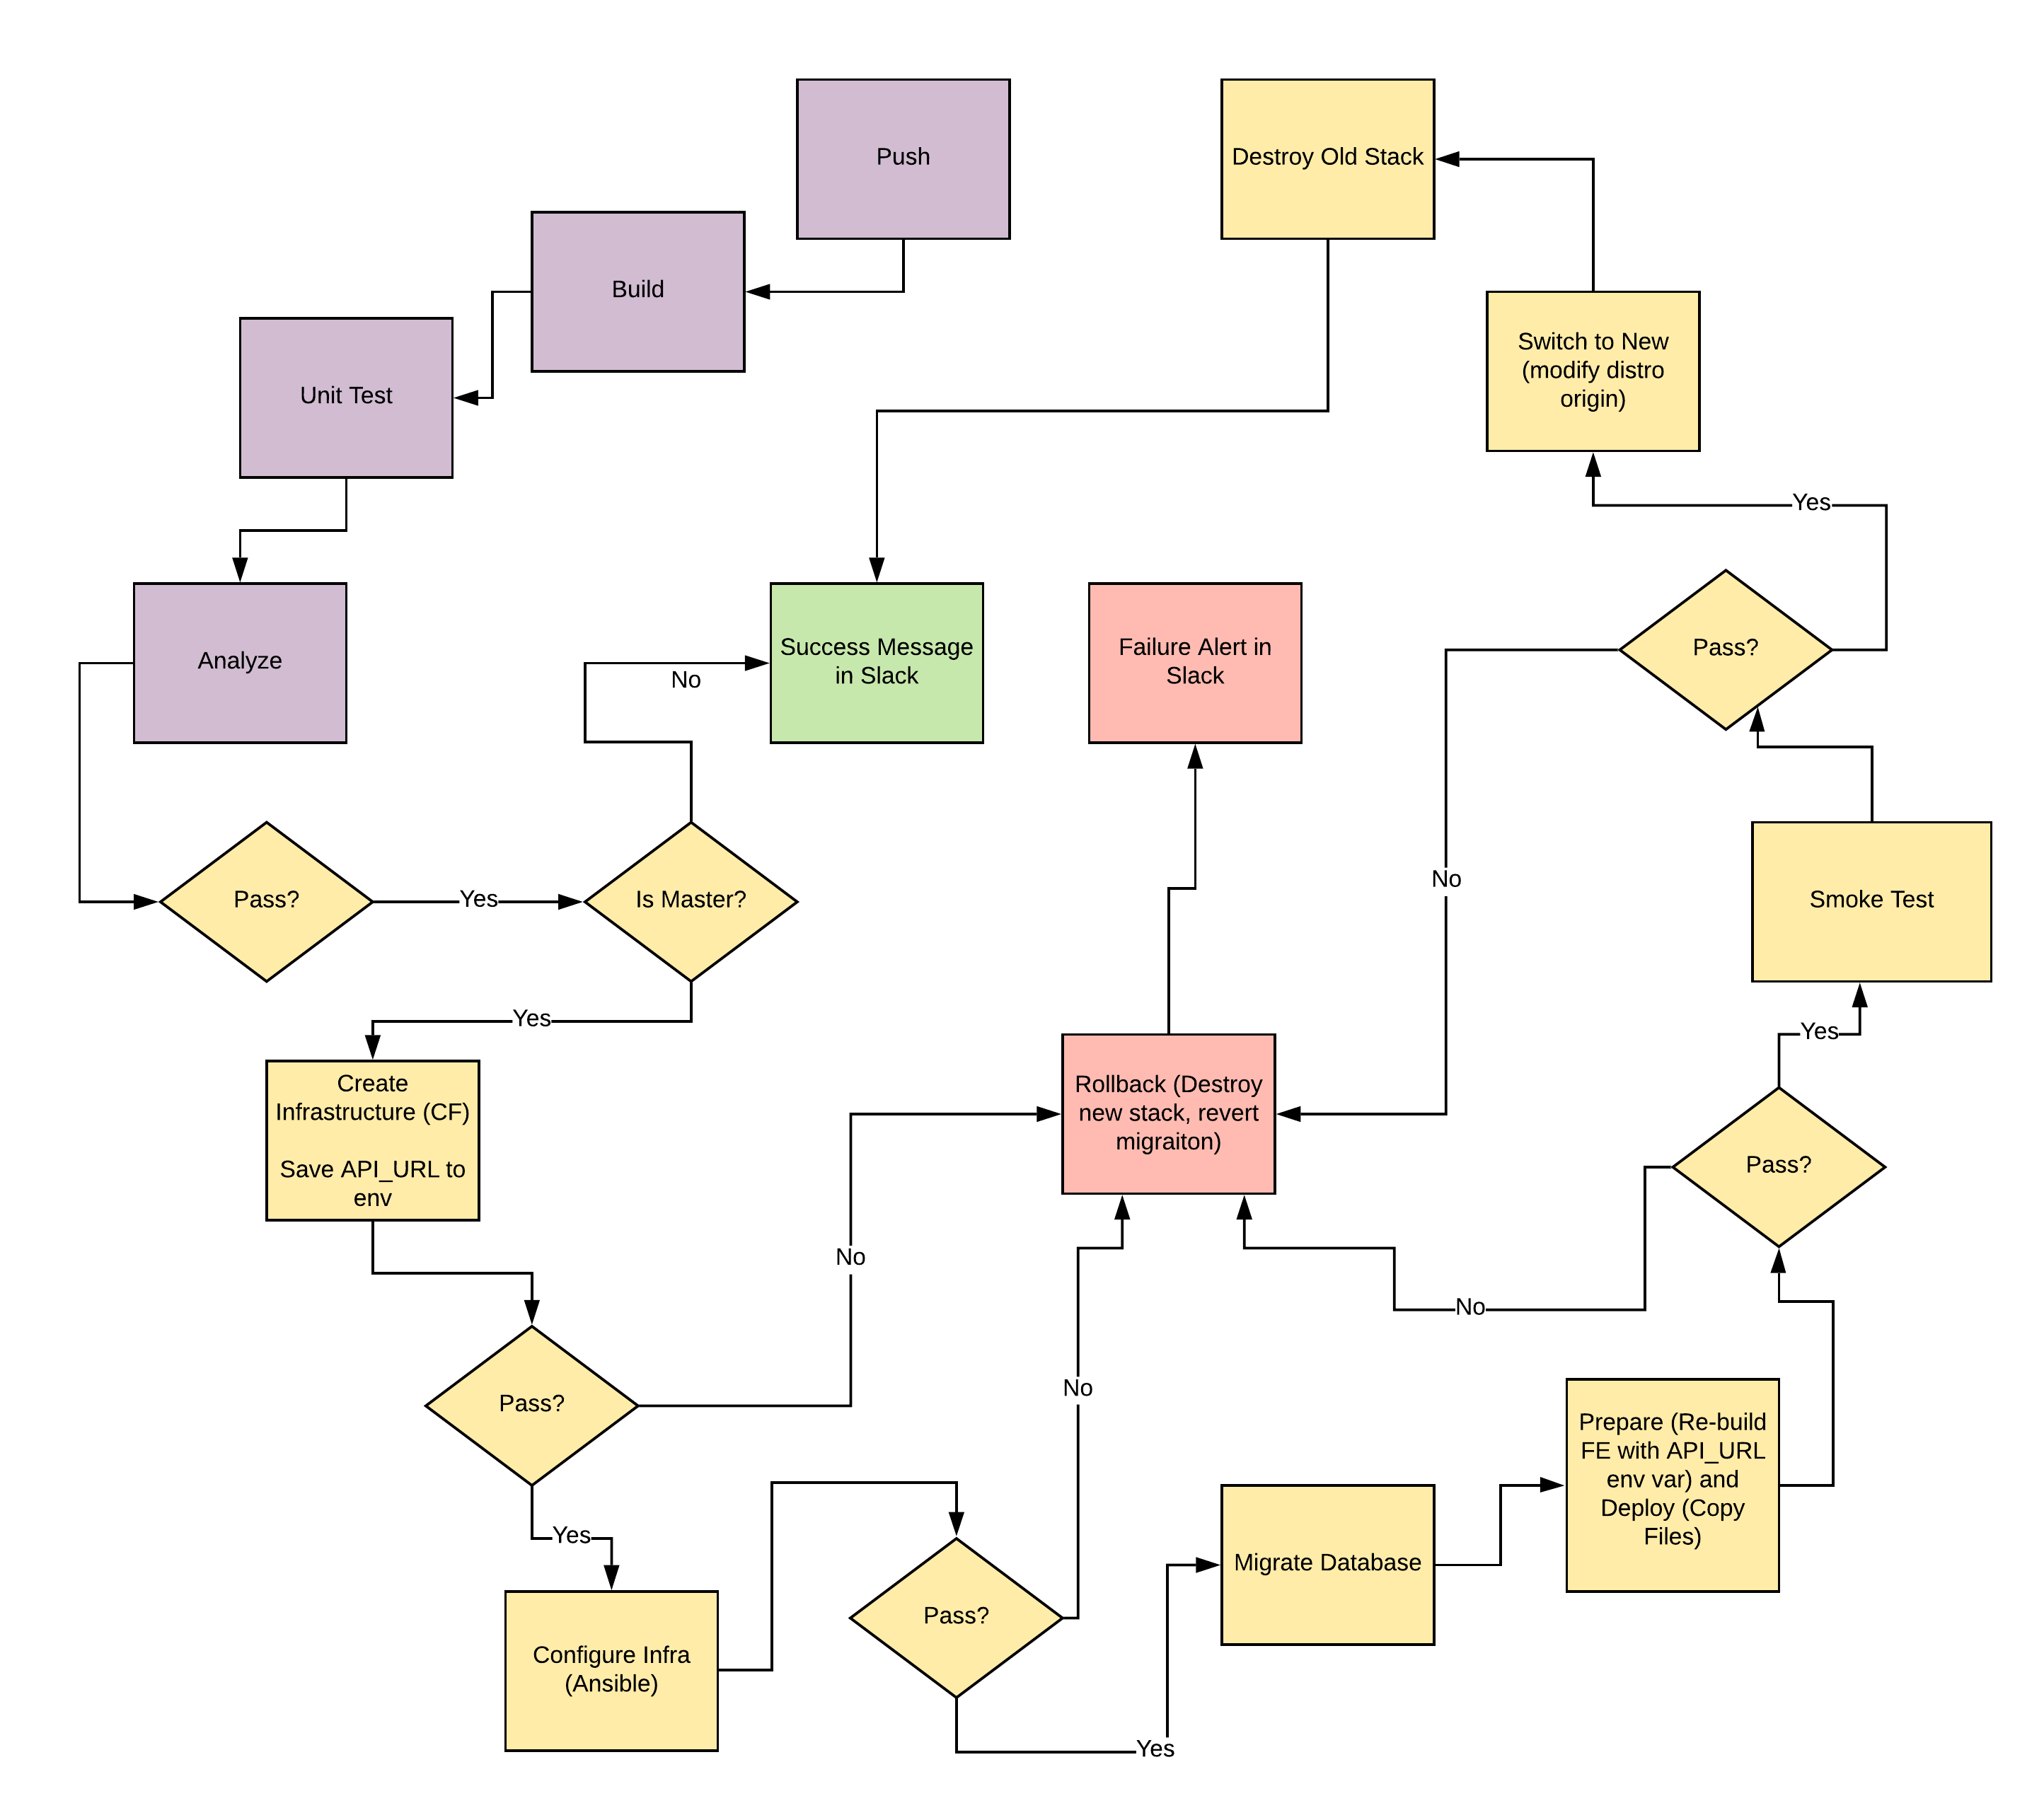 Push
Destroy Old Stack
Build
Switch to New
(modify distro
origin)
Unit Test
Yes
Analyze
No
Success Message
in Slack
Failure Alert in
Slack
Pass?
Pass?
Yes
Is Master?
No
Smoke Test
Yes
Yes
Create
Infrastructure (CF)
Save API_URL to
env
Rollback (Destroy
new stack, revert
migraiton)
Pass?
No
No
Pass?
No
Yes
Prepare (Re-build
FE with API_URL
env var) and
Deploy (Copy
Files)
Migrate Database
Pass?
Configure Infra
(Ansible)
Yes